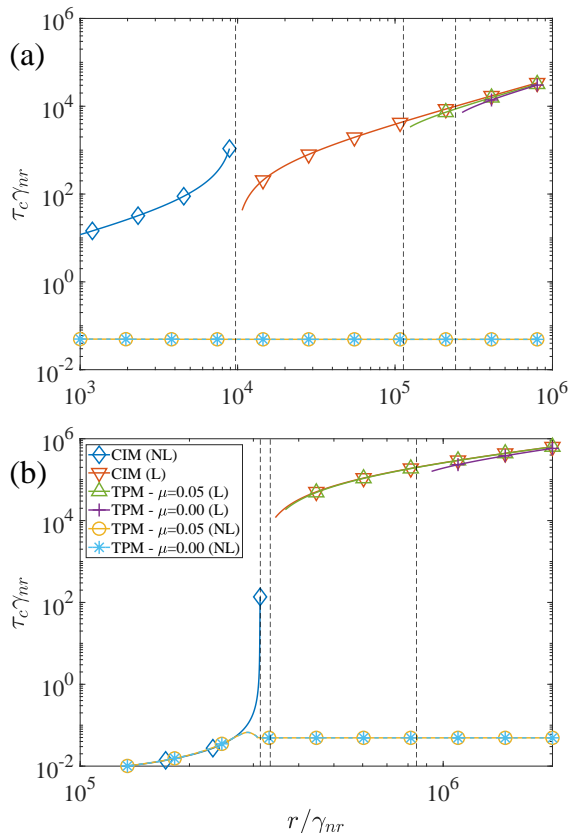 (a)
10^6
10^4
10^2
10^0
10^-2
τ_c γ_nr
10^3
10^4
10^5
10^6
(b)
10^6
10^4
10^2
10^0
10^-2
τ_c γ_nr
CIM (NL)
CIM (L)
TPM - μ=0.05 (L)
TPM - μ=0.00 (L)
TPM - μ=0.05 (NL)
TPM - μ=0.00 (NL)
10^5
10^6
r/γ_nr